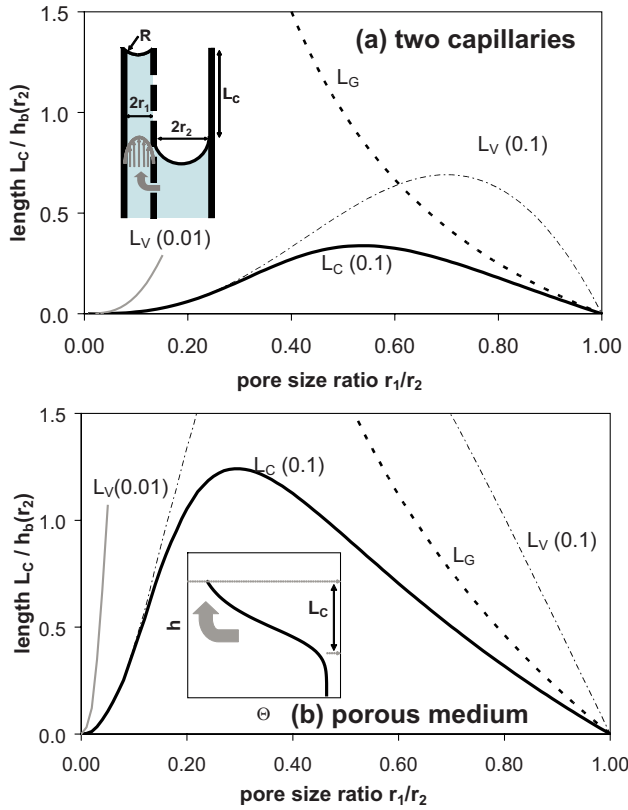 (a) two capillaries
length L_C / h_b(r_2)
1.5
1.0
0.5
0.0
R
2r_1
2r_2
L_C
L_G
L_V (0.1)
L_V (0.01)
L_C (0.1)
0.00 0.20 0.40 0.60 0.80 1.00
pore size ratio r_1/r_2
length L_C / h_b(r_2)
1.5
1.0
0.5
0.0
L_V(0.01)
L_C (0.1)
L_V (0.1)
L_G
h
L_C
Θ
(b) porous medium
0.00 0.20 0.40 0.60 0.80 1.00
pore size ratio r_1/r_2